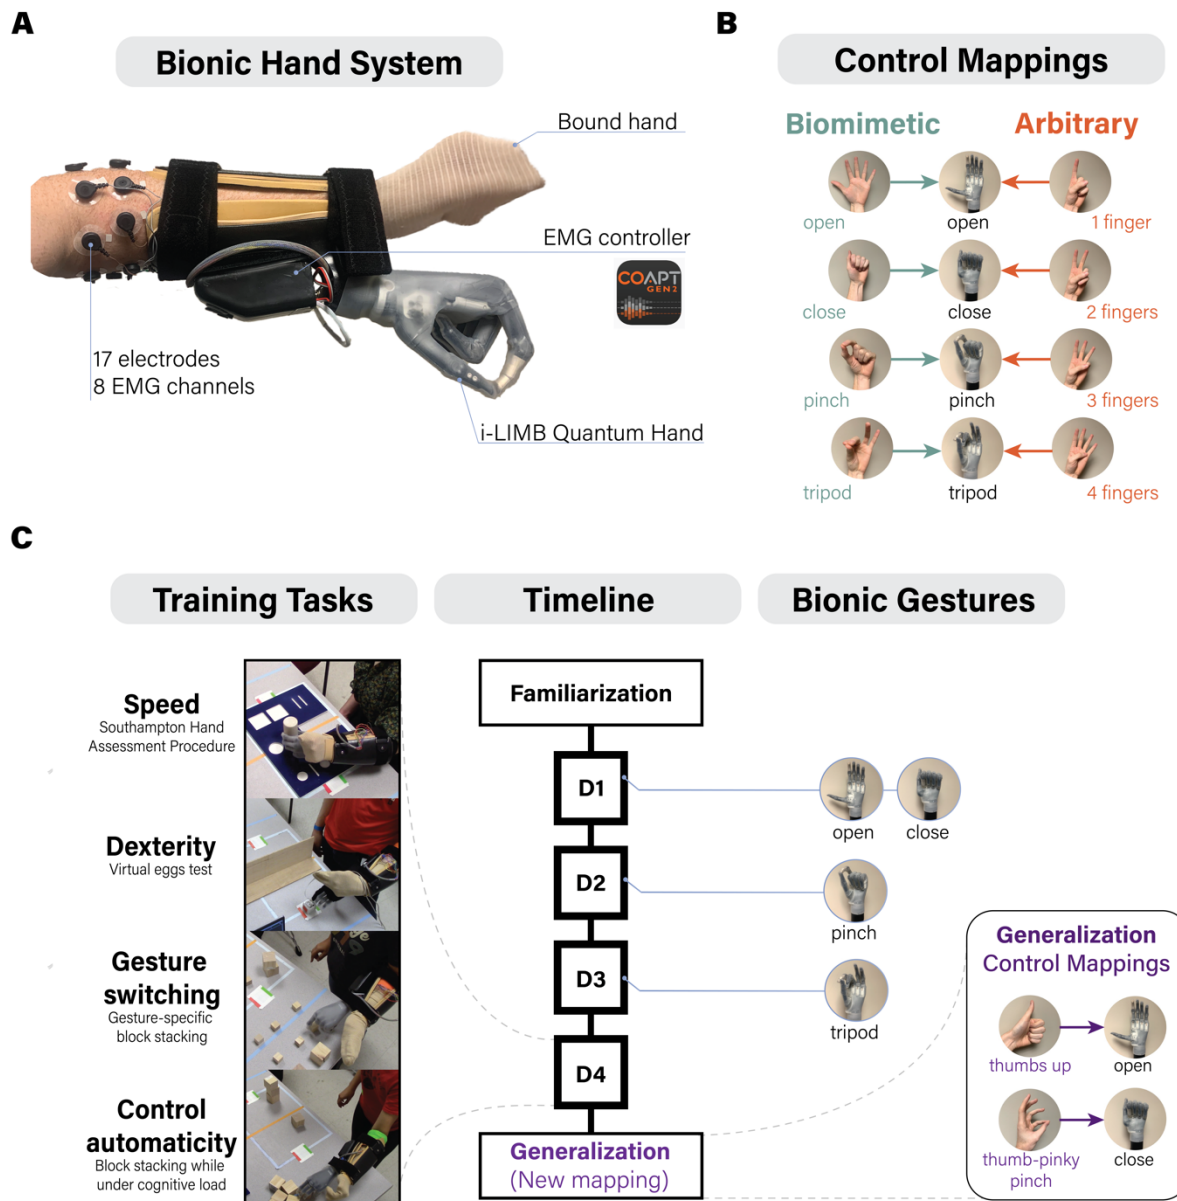 A
Bionic Hand System
Bound hand
EMG controller
COAPT
GEN2
17 electrodes
8 EMG channels
i-LIMB Quantum Hand
B
Control Mappings
Biomimetic
Arbitrary
open
open
1 finger
close
close
2 fingers
pinch
pinch
3 fingers
tripod
tripod
4 fingers
C
Training Tasks
Timeline
Bionic Gestures
Speed
Southampton Hand
Assessment Procedure
Dexterity
Virtual eggs test
Gesture
switching
Gesture-specific
block stacking
Control
automaticity
Block stacking while
under cognitive load
Familiarization
D1
D2
D3
D4
Generalization
(New mapping)
open
close
pinch
tripod
Generalization
Control Mappings
thumbs up
open
thumb-pinky
pinch
close